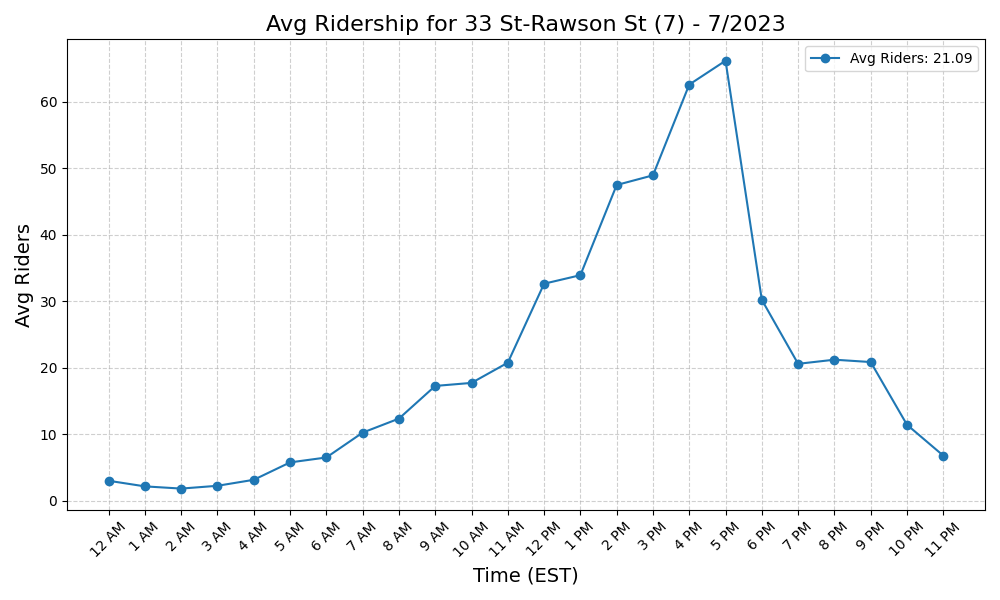 Avg Ridership for 33 St-Rawson St (7) - 7/2023
Avg Riders: 21.09
Avg Riders
60
50
40
30
20
10
0
12 AM
1 AM
2 AM
3 AM
4 AM
5 AM
6 AM
7 AM
8 AM
9 AM
10 AM
11 AM
12 PM
1 PM
2 PM
3 PM
4 PM
5 PM
6 PM
7 PM
8 PM
9 PM
10 PM
11 PM
Time (EST)